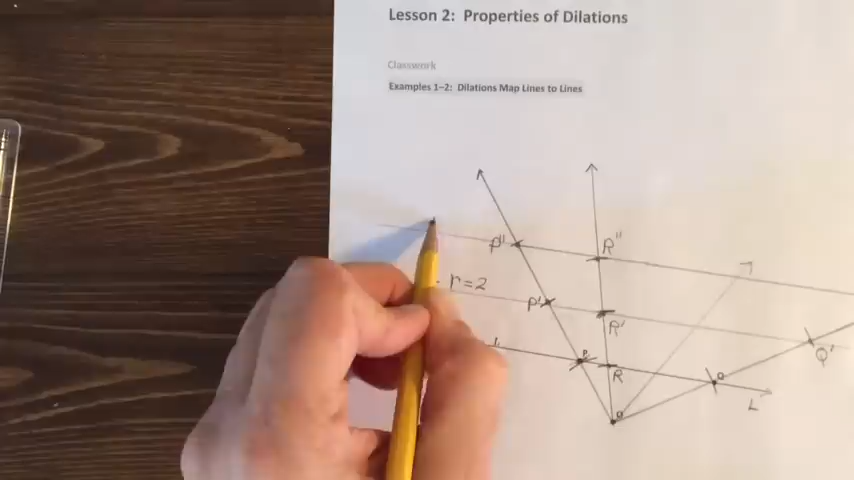 Lesson 2: Properties of Dilations
Classwork
Examples 1–2: Dilations Map Lines to Lines
P" R"
r=2
P' R' Q'
P R Q
L
O